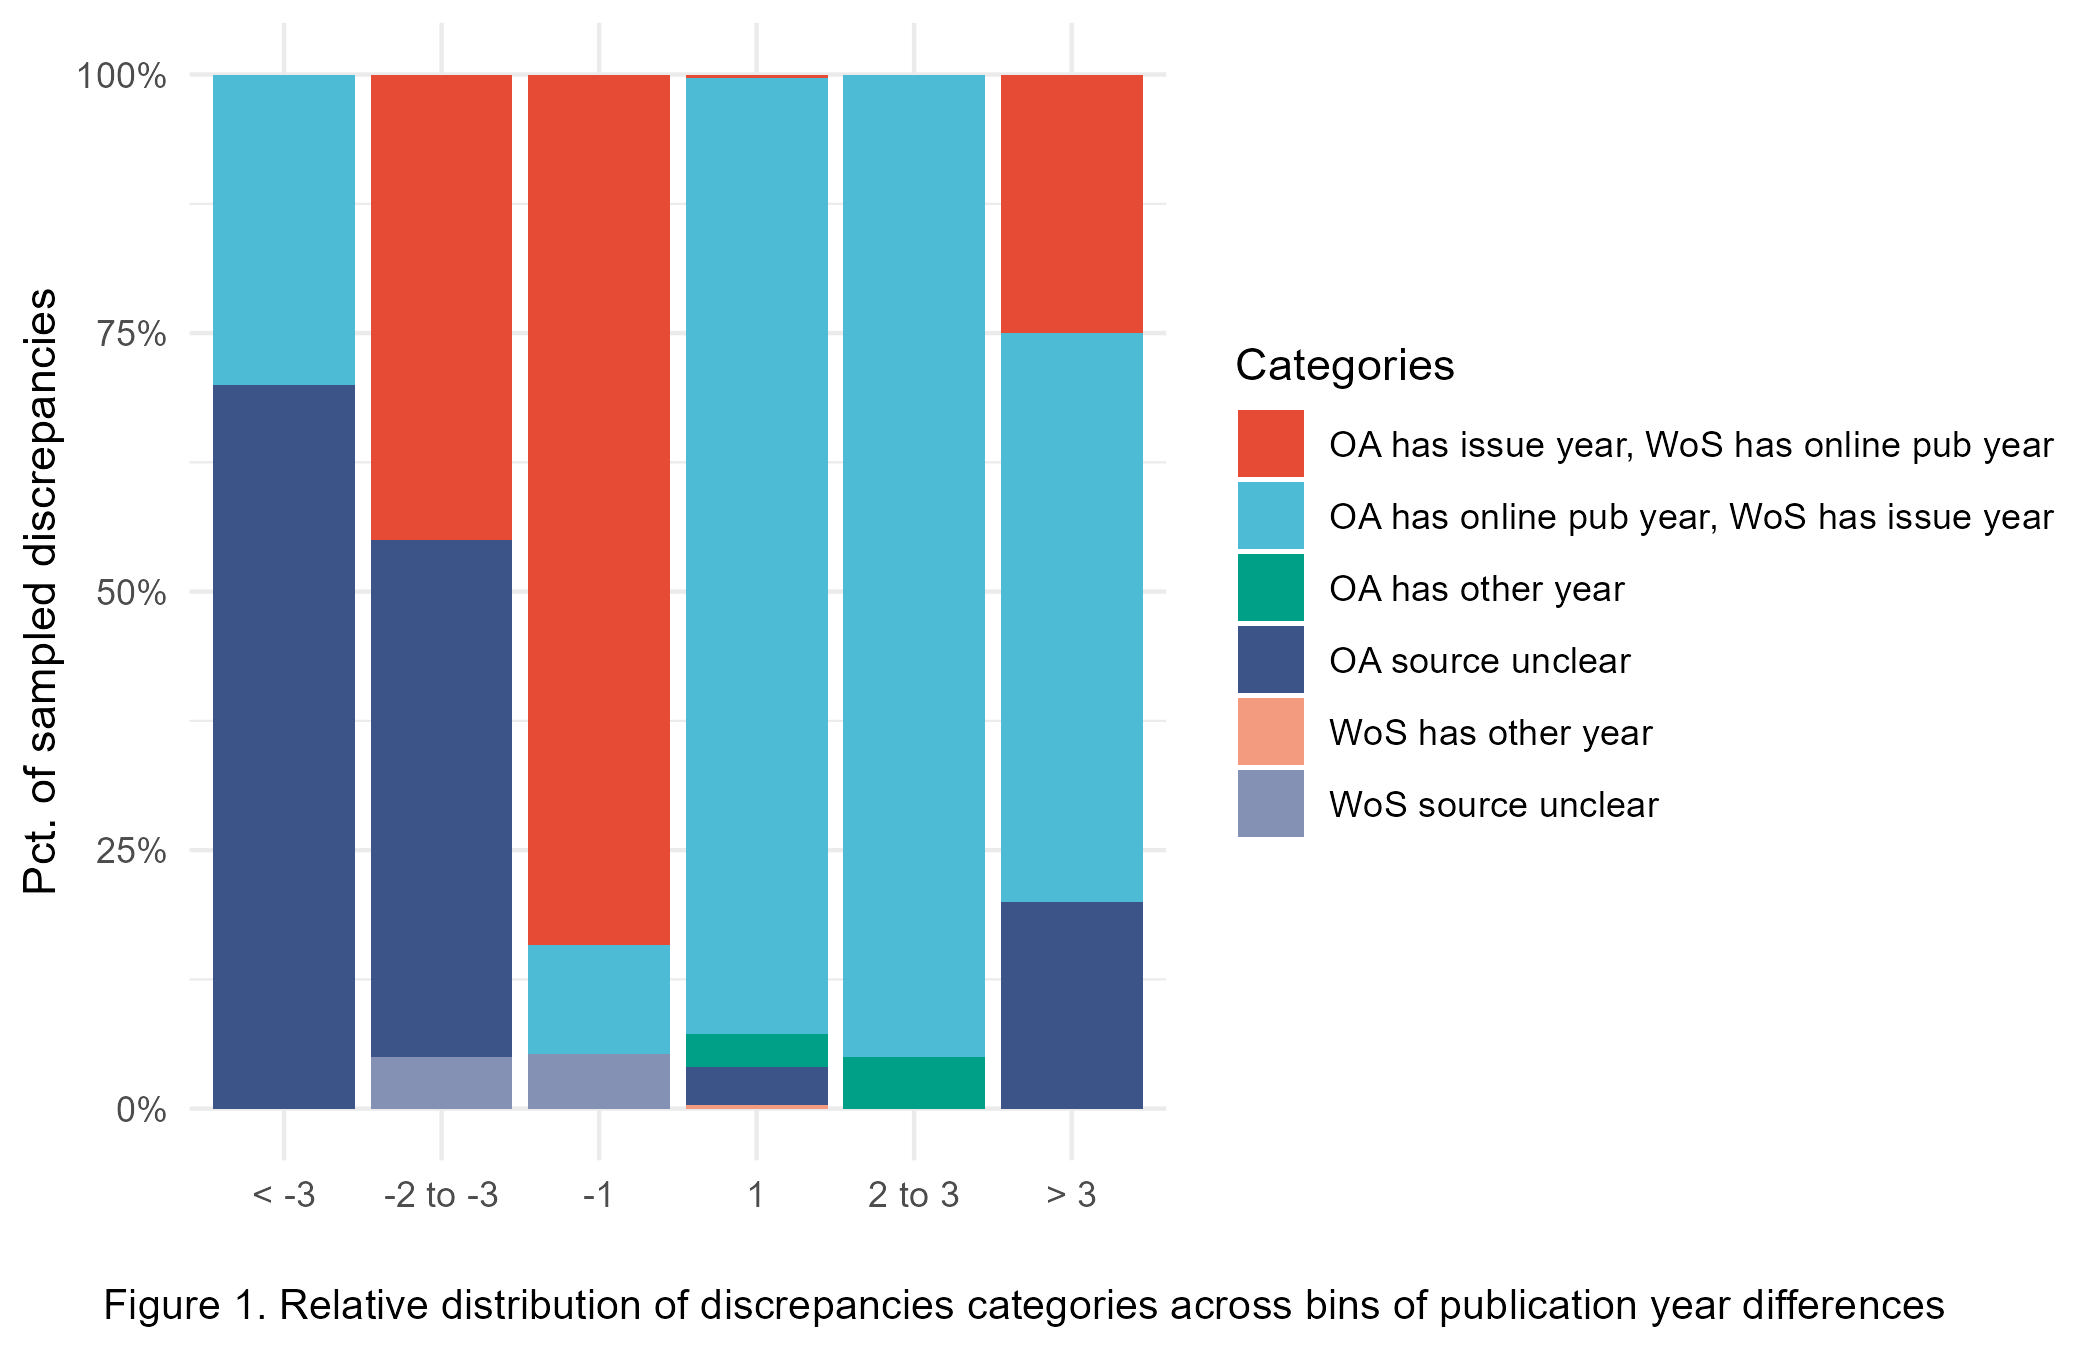 100%
75%
50%
25%
0%
Pct. of sampled discrepancies
< -3
-2 to -3
-1
1
2 to 3
> 3
Categories
OA has issue year, WoS has online pub year
OA has online pub year, WoS has issue year
OA has other year
OA source unclear
WoS has other year
WoS source unclear
Figure 1. Relative distribution of discrepancies categories across bins of publication year differences